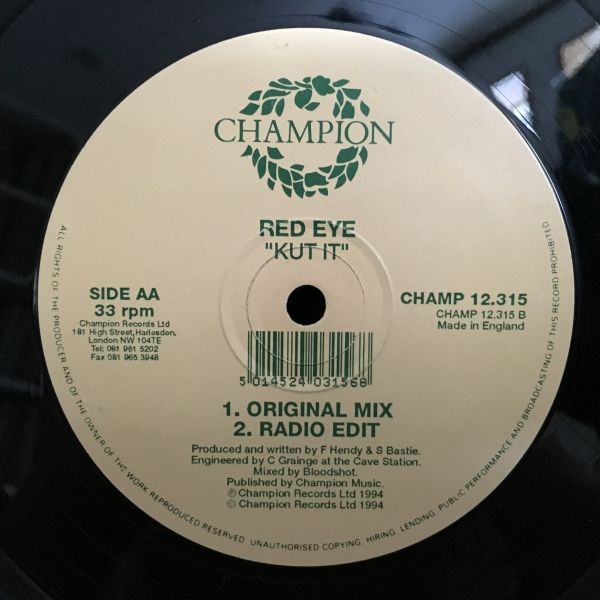 CHAMPION
RED EYE
"KUT IT"
SIDE AA
33 rpm
Champion Records Ltd
181 High Street, Harlesden,
London NW 104TE
Tel: 081 961 5202
Fax 081 965 3948
CHAMP 12.315
CHAMP 12.315 B
Made in England
5 014524 031568
1. ORIGINAL MIX
2. RADIO EDIT
Produced and written by F Hendy & S Bastie.
Engineered by C Grainge at the Cave Station.
Mixed by Bloodshot.
Published by Champion Music.
℗ Champion Records Ltd 1994
© Champion Records Ltd 1994
ALL RIGHTS OF THE PRODUCER AND OF THE OWNER OF THE WORK REPRODUCED RESERVED. UNAUTHORISED COPYING, HIRING, LENDING, PUBLIC PERFORMANCE AND BROADCASTING OF THIS RECORD PROHIBITED